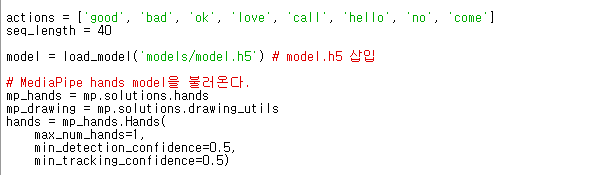 actions = ['good', 'bad', 'ok', 'love', 'call', 'hello', 'no', 'come']
seq_length = 40
model = load_model('models/model.h5') # model.h5 삽입
# MediaPipe hands model을 불러온다.
mp_hands = mp.solutions.hands
mp_drawing = mp.solutions.drawing_utils
hands = mp_hands.Hands(
    max_num_hands=1,
    min_detection_confidence=0.5,
    min_tracking_confidence=0.5)